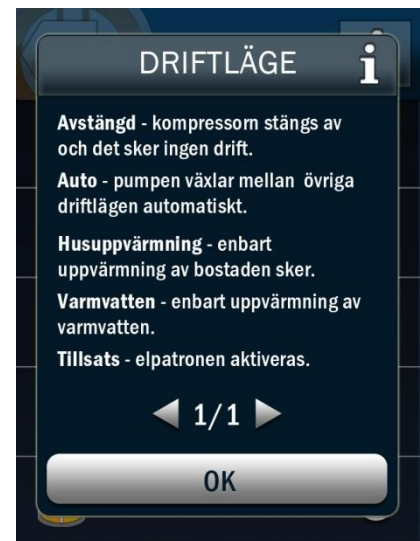 DRIFTLÄGE i
Avstängd - kompressorn stängs av
och det sker ingen drift.
Auto - pumpen växlar mellan övriga
driftlägen automatiskt.
Husuppvärmning - enbart
uppvärmning av bostaden sker.
Varmvatten - enbart uppvärmning av
varmvatten.
Tillsats - elpatronen aktiveras.
1/1
OK